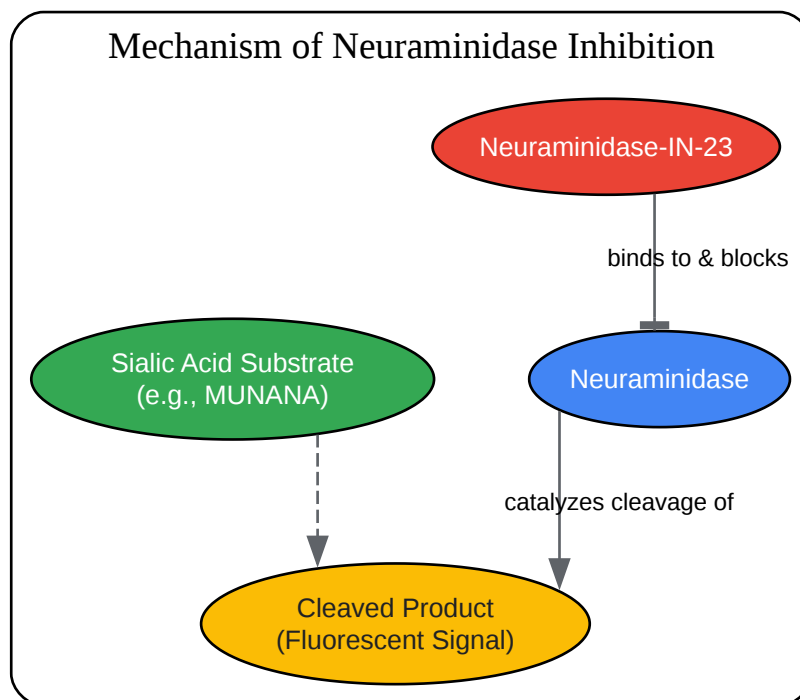 Mechanism of Neuraminidase Inhibition
Neuraminidase-IN-23
binds to & blocks
Sialic Acid Substrate
(e.g., MUNANA)
Neuraminidase
catalyzes cleavage of
Cleaved Product
(Fluorescent Signal)